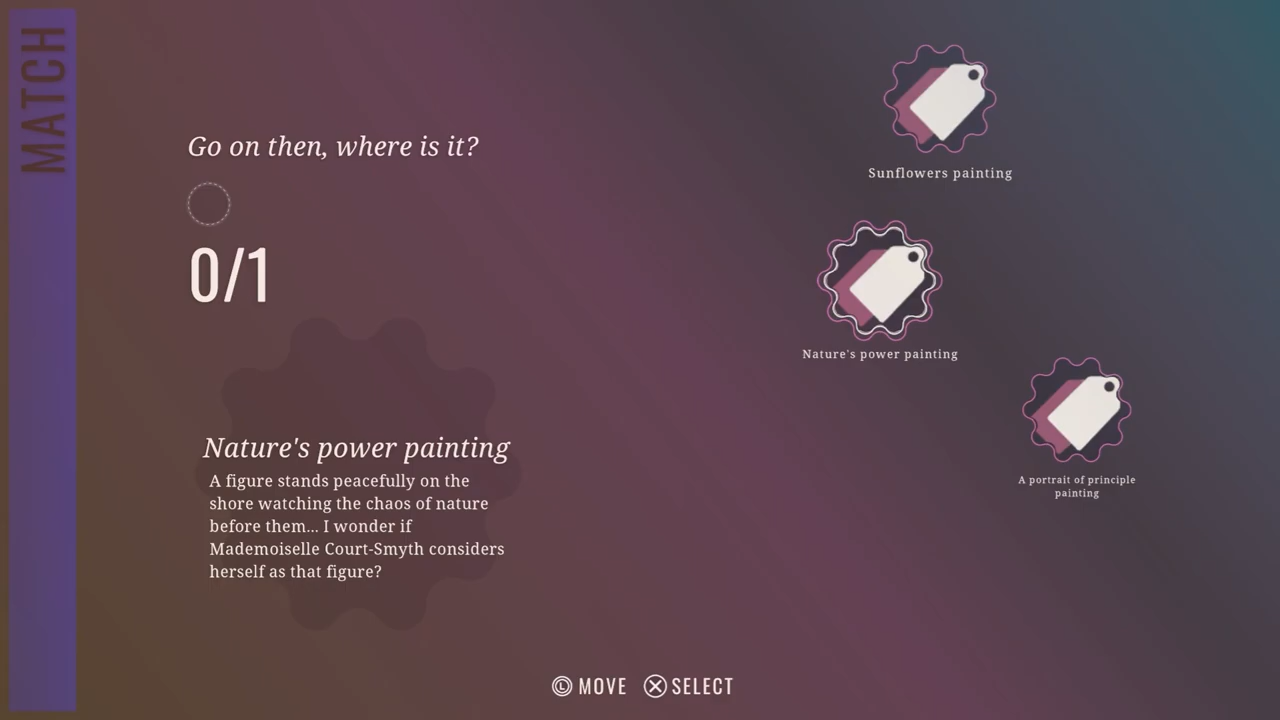 MATCH
Go on then, where is it?
0/1
Nature's power painting
A figure stands peacefully on the
shore watching the chaos of nature
before them... I wonder if
Mademoiselle Court-Smyth considers
herself as that figure?
Sunflowers painting
Nature's power painting
A portrait of principle
painting
L MOVE SELECT